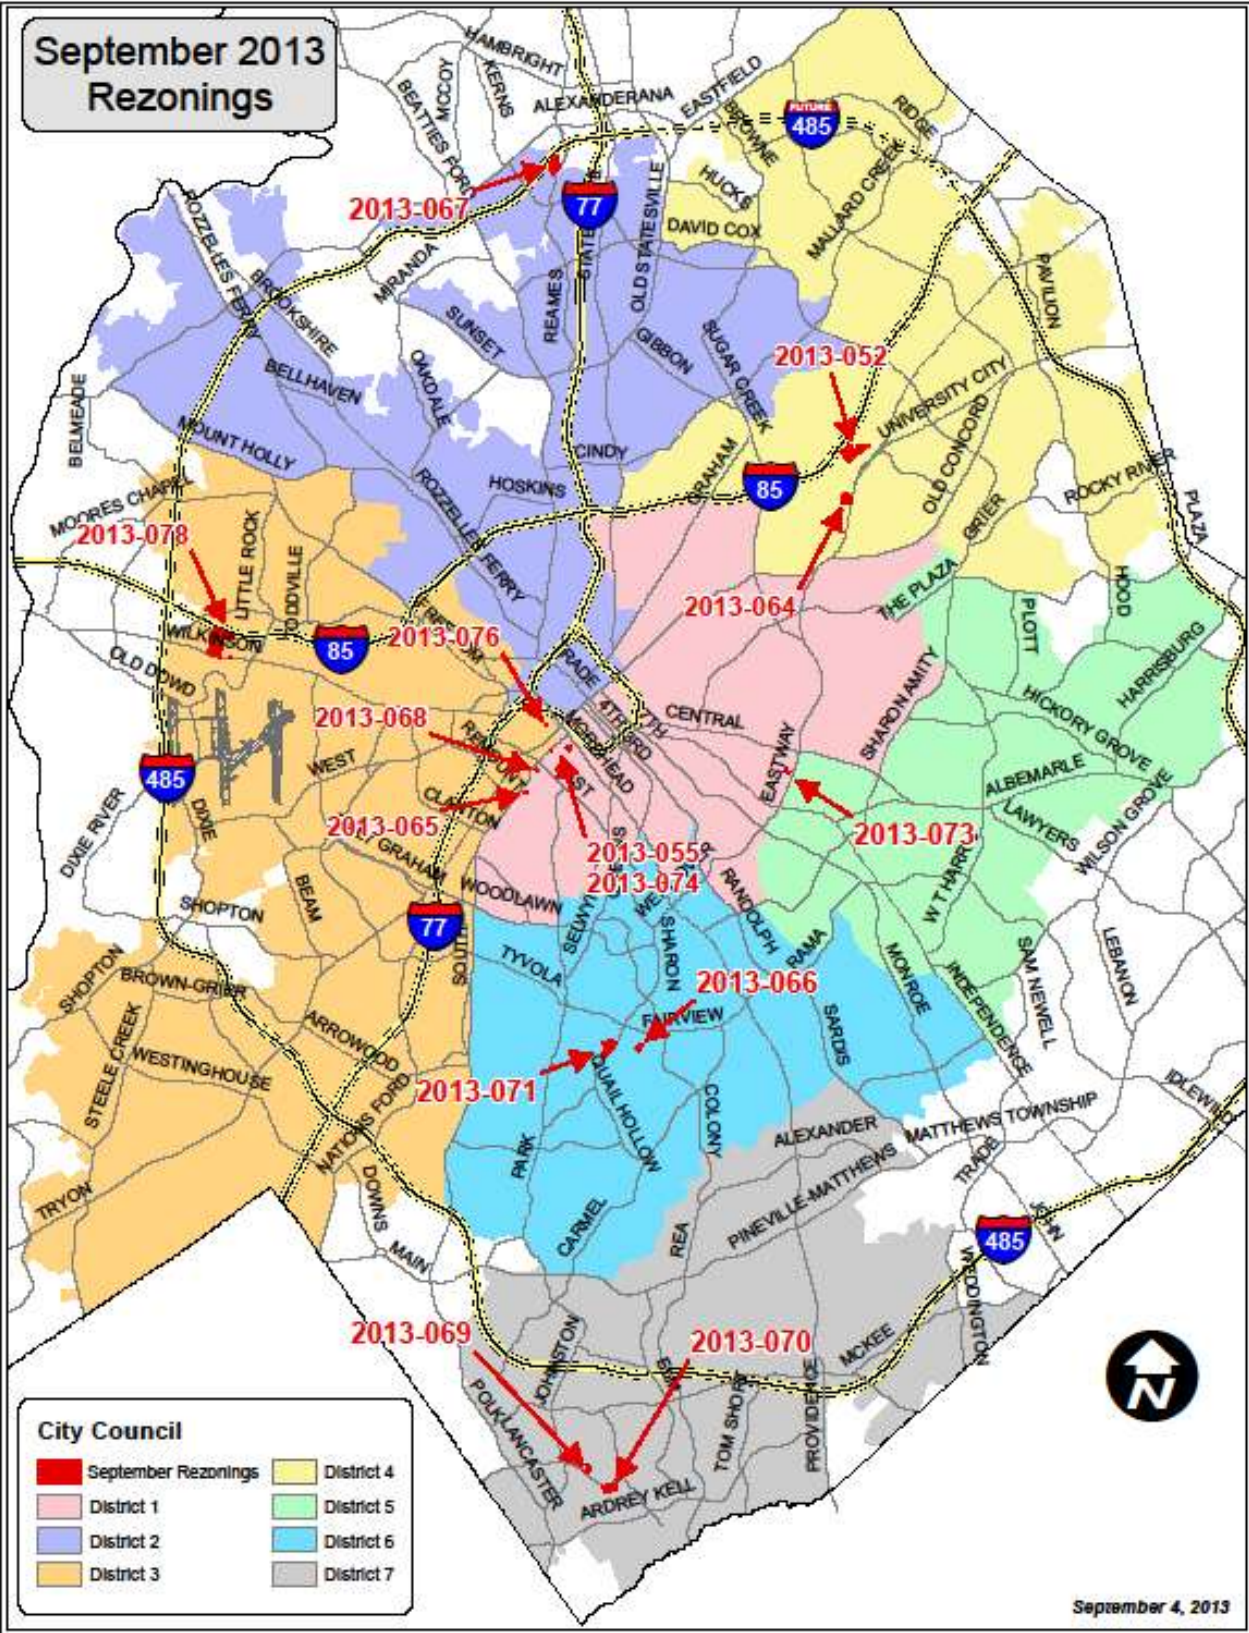 September 2013
Rezonings
HAMBRIGHT
MCCOY
KERNS
BEATTIES FORD
ALEXANDERANA
EASTFIELD
BROWNE
FUTURE
485
RIDGE
HUCKS
MALLARD CREEK
DAVID COX
2013-067
77
OLD STATESVILLE
ROZZELLES FERRY
BROOKSHIRE
MIRANDA
REAMES
PAVILION
SUNSET
GIBBON
SUGAR CREEK
2013-052
OAKDALE
BELLHAVEN
UNIVERSITY CITY
BELMEADE
MOUNT HOLLY
CINDY
GRAHAM
OLD CONCORD
85
HOSKINS
ROZZELLES FERRY
GRIER
ROCKY RIVER
PLAZA
MOORES CHAPEL
2013-078
LITTLE ROCK
TODDVILLE
THE PLAZA
HOOD
2013-064
PLOTT
WILKINSON
85
2013-076
OLD DOWD
HARRISBURG
SHARON AMITY
HICKORY GROVE
2013-068
4TH
7TH
CENTRAL
MOREHEAD
EASTWAY
WEST
485
ALBEMARLE
LAWYERS
WILSON GROVE
DIXIE RIVER
DIXIE
CLANTON
2013-065
2013-073
2013-055
2013-074
GRAHAM
BEAM
WOODLAWN
RANDOLPH
W T HARRIS
SHOPTON
77
SELWYN
SHARON
RAMA
MONROE
INDEPENDENCE
SAM NEWELL
LEBANON
SHOPTON
BROWN-GRIER
TYVOLA
2013-066
FAIRVIEW
SARDIS
STEELE CREEK
ARROWOOD
WESTINGHOUSE
NATIONS FORD
2013-071
QUAIL HOLLOW
COLONY
IDLEWILD
ALEXANDER
MATTHEWS TOWNSHIP
TRADE
PARK
PINEVILLE-MATTHEWS
TRYON
DOWNS
MAIN
CARMEL
REA
JOHN
485
WEDDINGTON
2013-069
2013-070
JOHNSTON
MCKEE
POLK
LANCASTER
TOM SHORT
PROVIDENCE
ARDREY KELL
N
City Council
September Rezonings
District 1
District 2
District 3
District 4
District 5
District 6
District 7
September 4, 2013